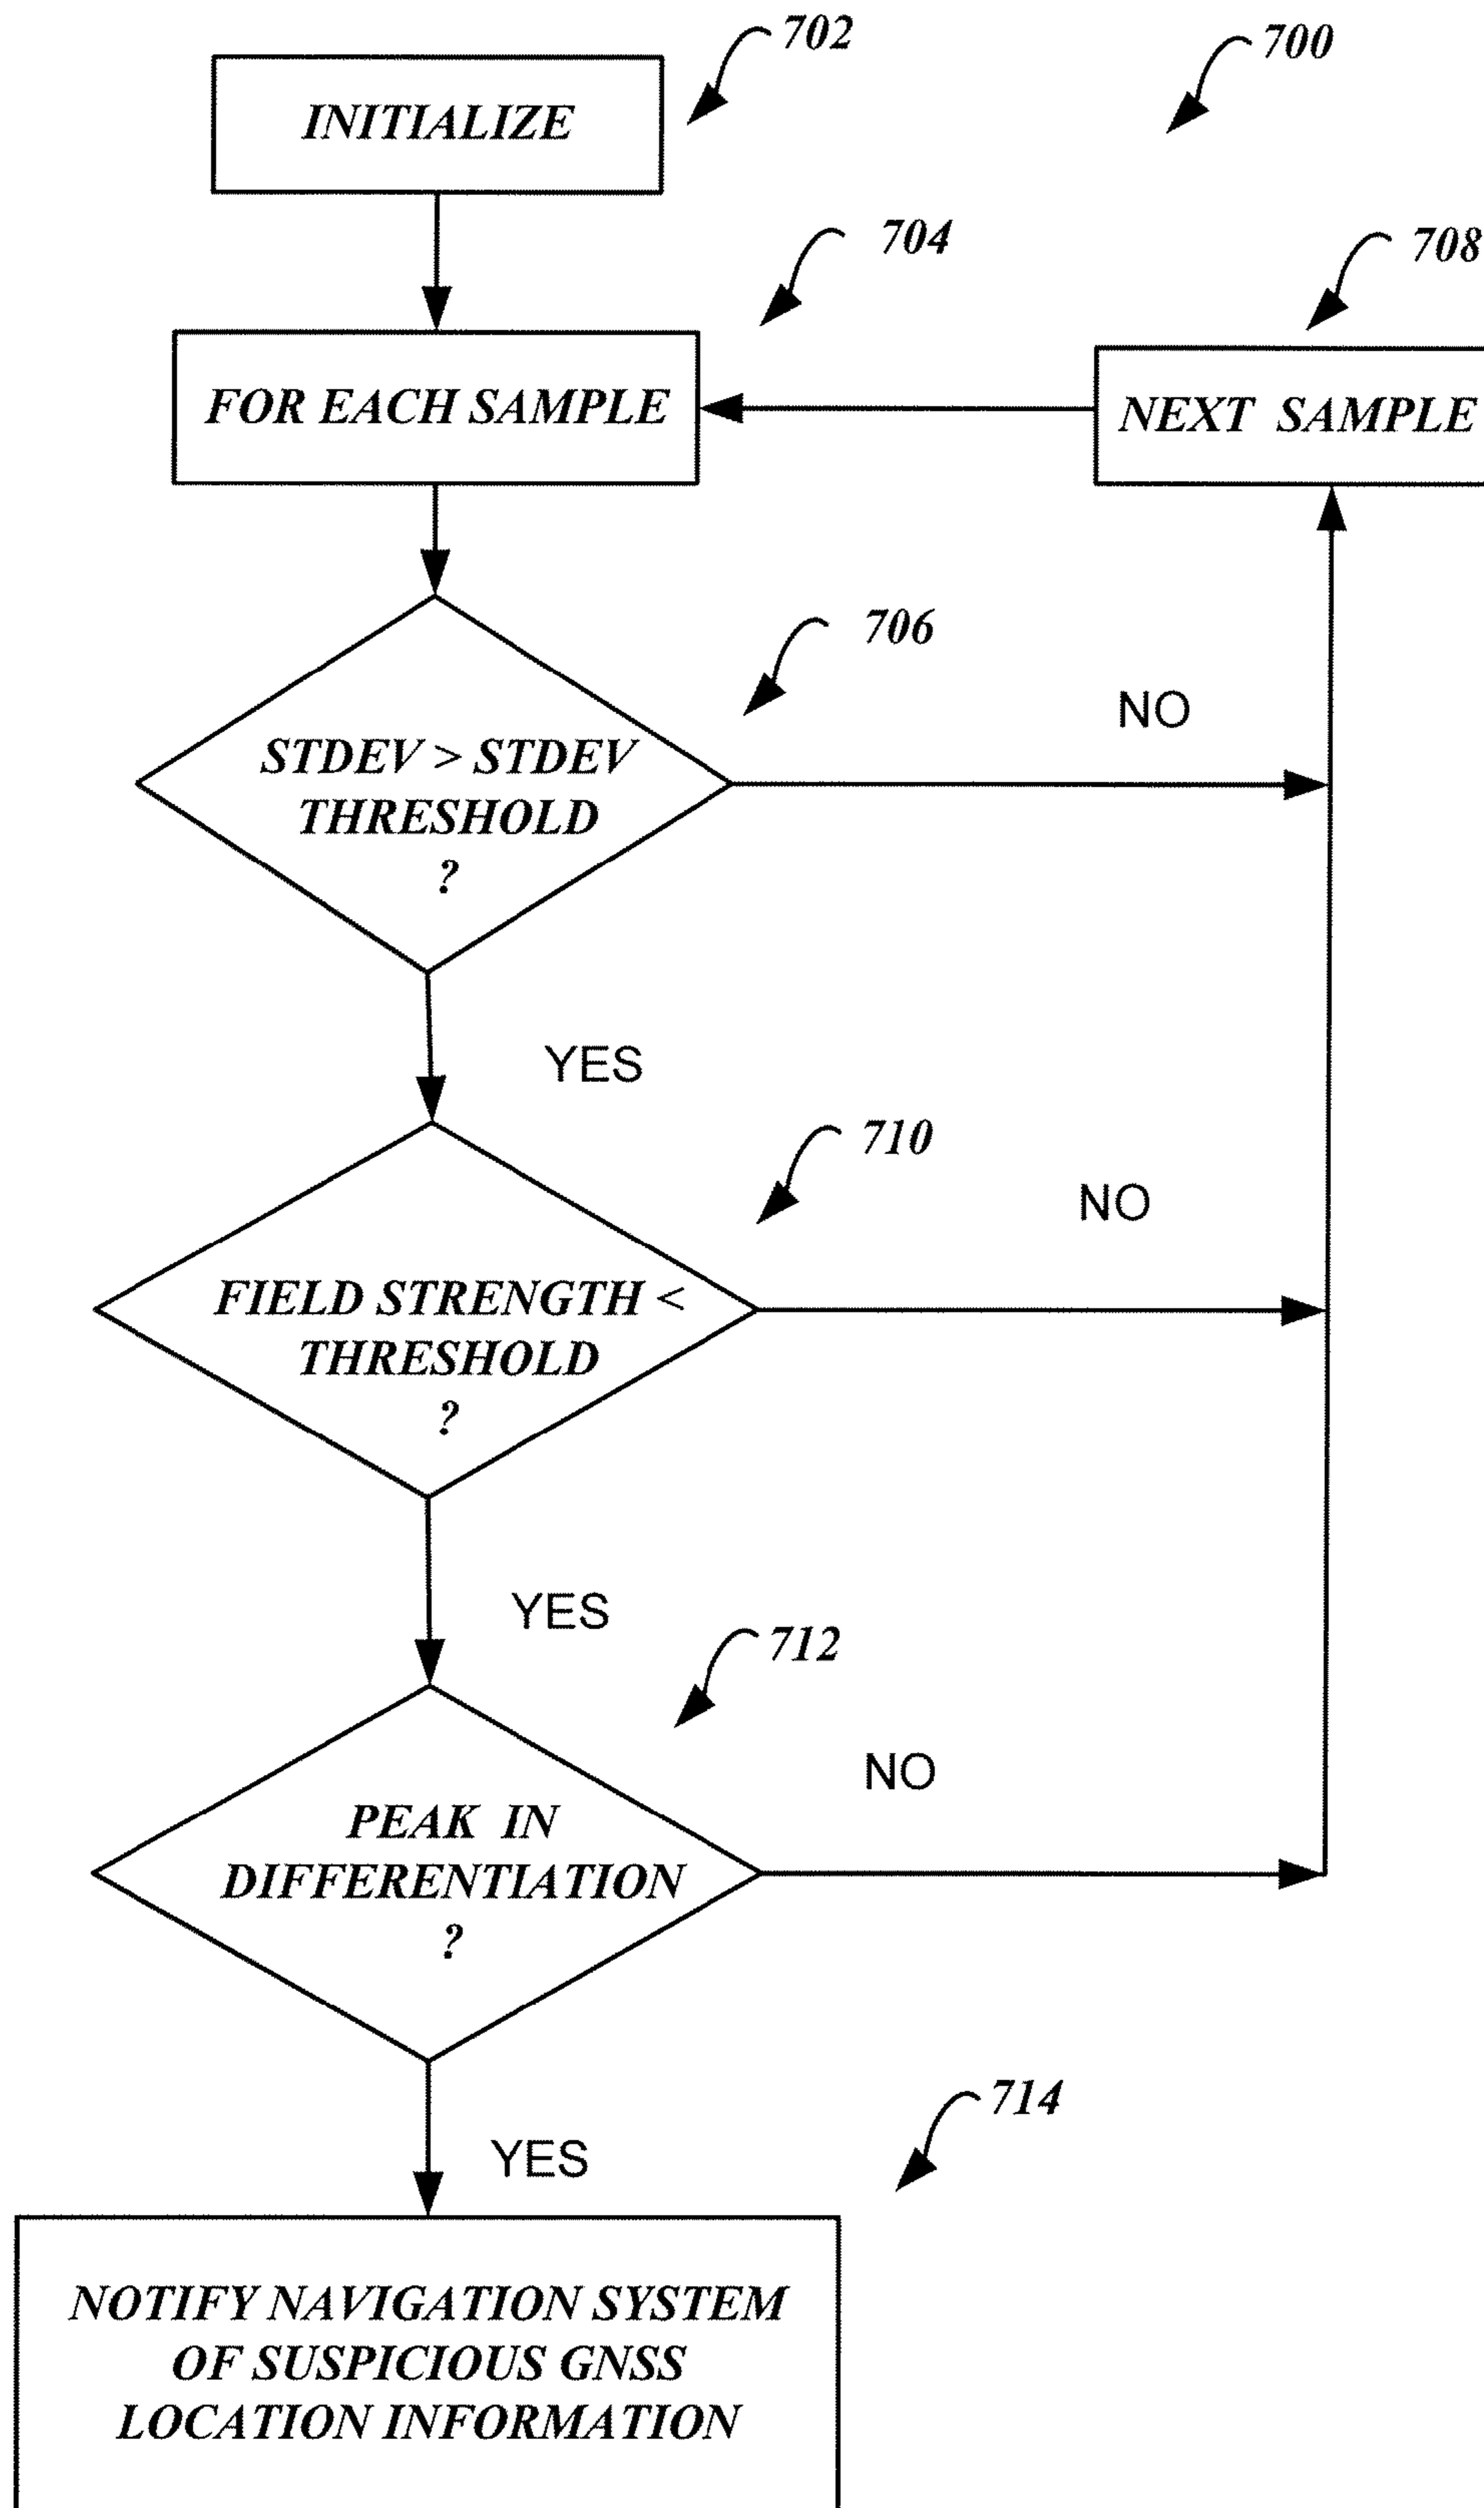 702
700
INITIALIZE
704
708
FOR EACH SAMPLE
NEXT SAMPLE
706
NO
STDEV > STDEV
THRESHOLD
?
YES
710
NO
FIELD STRENGTH <
THRESHOLD
?
YES
712
NO
PEAK IN
DIFFERENTIATION
?
714
YES
NOTIFY NAVIGATION SYSTEM
OF SUSPICIOUS GNSS
LOCATION INFORMATION